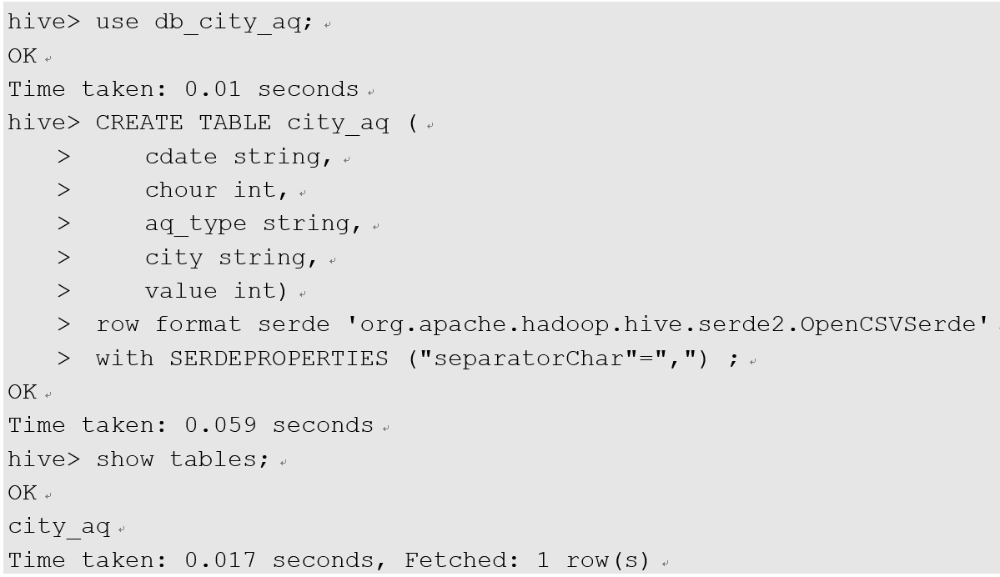 hive> use db_city_aq;
OK
Time taken: 0.01 seconds
hive> CREATE TABLE city_aq (
    >     cdate string,
    >     chour int,
    >     aq_type string,
    >     city string,
    >     value int)
    > row format serde 'org.apache.hadoop.hive.serde2.OpenCSVSerde'
    > with SERDEPROPERTIES ("separatorChar"=",") ;
OK
Time taken: 0.059 seconds
hive> show tables;
OK
city_aq
Time taken: 0.017 seconds, Fetched: 1 row(s)